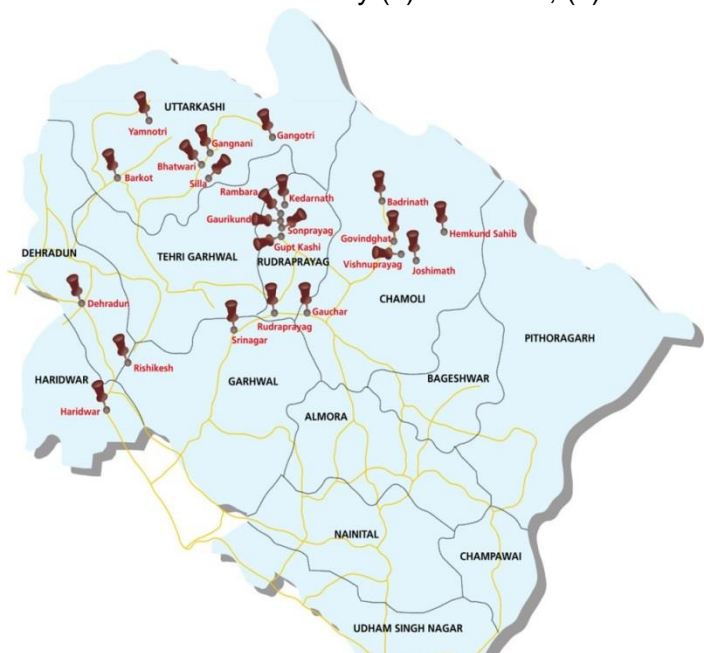 UTTARKASHI
Yamnotri
Gangotri
Gangnani
Bhatwari
Barkot
Silla
Rambara
Kedarnath
Badrinath
Gaurikund
Sonprayag
Govindghat
Hemkund Sahib
Gupt Kashi
DEHRADUN
TEHRI GARHWAL
RUDRAPRAYAG
Vishnuprayag
Joshimath
CHAMOLI
Dehradun
Rudraprayag
Gauchar
Srinagar
PITHORAGARH
Rishikesh
HARIDWAR
GARHWAL
BAGESHWAR
Haridwar
ALMORA
NAINITAL
CHAMPAWAI
UDHAM SINGH NAGAR